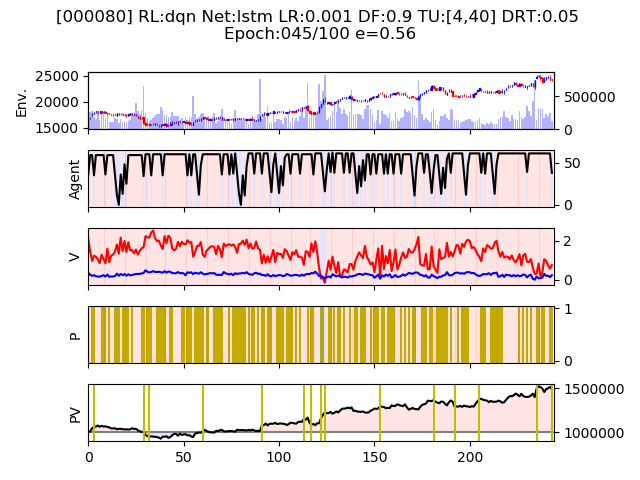 [000080] RL:dqn Net:lstm LR:0.001 DF:0.9 TU:[4,40] DRT:0.05
Epoch:045/100 e=0.56
Env.
25000
20000
15000
500000
0
Agent
50
0
V
2
0
P
1
0
PV
1500000
1000000
0 50 100 150 200